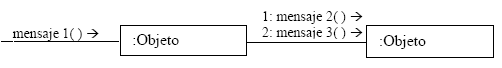 1: mensaje 2( ) →
mensaje 1( ) → :Objeto 2: mensaje 3( ) → :Objeto